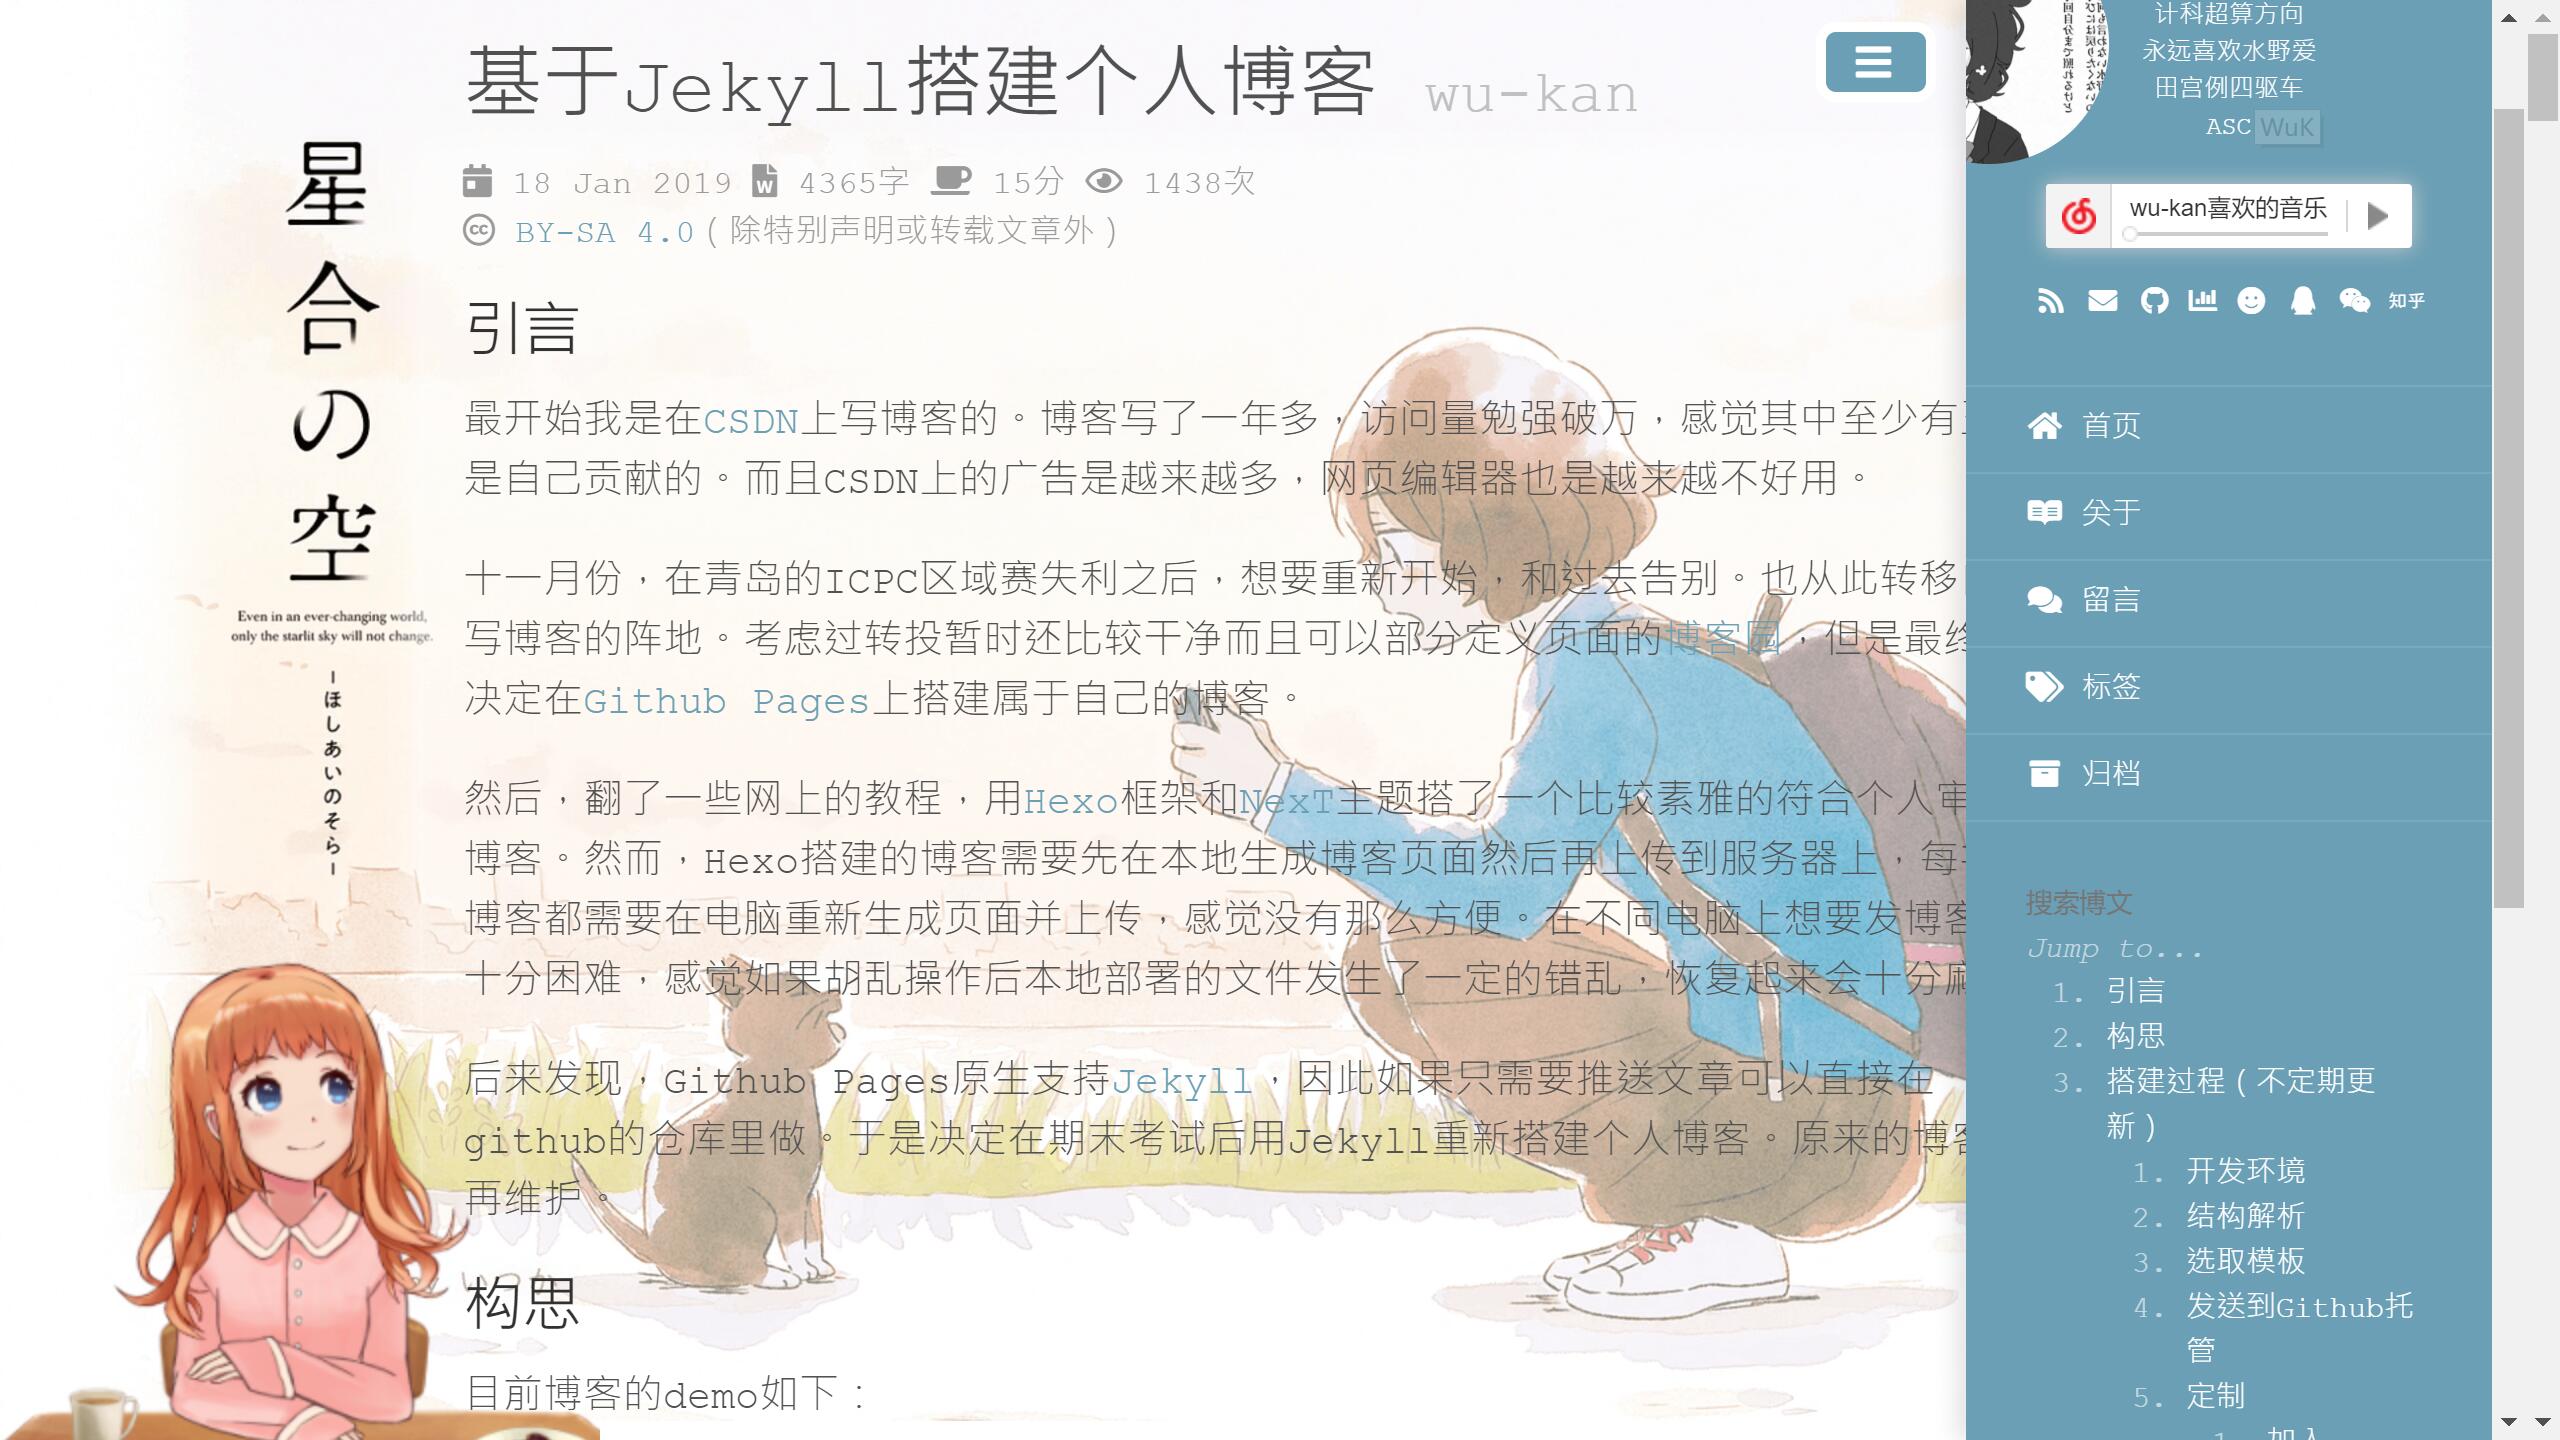 基于Jekyll搭建个人博客 wu-kan
18 Jan 2019 4365字 15分 1438次
BY-SA 4.0 ( 除特别声明或转载文章外 )
引言
最开始我是在CSDN上写博客的。博客写了一年多，访问量勉强破万，感觉其中至少有
是自己贡献的。而且CSDN上的广告是越来越多，网页编辑器也是越来越不好用。
十一月份，在青岛的ICPC区域赛失利之后，想要重新开始，和过去告别。也从此转移
写博客的阵地。考虑过转投暂时还比较干净而且可以部分定义页面的博客园，但是最终
决定在Github Pages上搭建属于自己的博客。
然后，翻了一些网上的教程，用Hexo框架和NexT主题搭了一个比较素雅的符合个人审
博客。然而，Hexo搭建的博客需要先在本地生成博客页面然后再上传到服务器上，每
博客都需要在电脑重新生成页面并上传，感觉没有那么方便。在不同电脑上想要发博客
十分困难，感觉如果胡乱操作后本地部署的文件发生了一定的错乱，恢复起来会十分麻
后来发现，Github Pages原生支持Jekyll，因此如果只需要推送文章可以直接在
github的仓库里做。于是决定在期末考试后用Jekyll重新搭建个人博客。原来的博客
再维护。
构思
目前博客的demo如下：
星合の空
Even in an ever-changing world,
only the starlit sky will not change.
ーほしあいのそらー
计科超算方向
永远喜欢水野爱
田宫例四驱车
ASC WuK
wu-kan喜欢的音乐
知乎
首页
关于
留言
标签
归档
搜索博文
Jump to...
1. 引言
2. 构思
3. 搭建过程（不定期更
新）
1. 开发环境
2. 结构解析
3. 选取模板
4. 发送到Github托
管
5. 定制